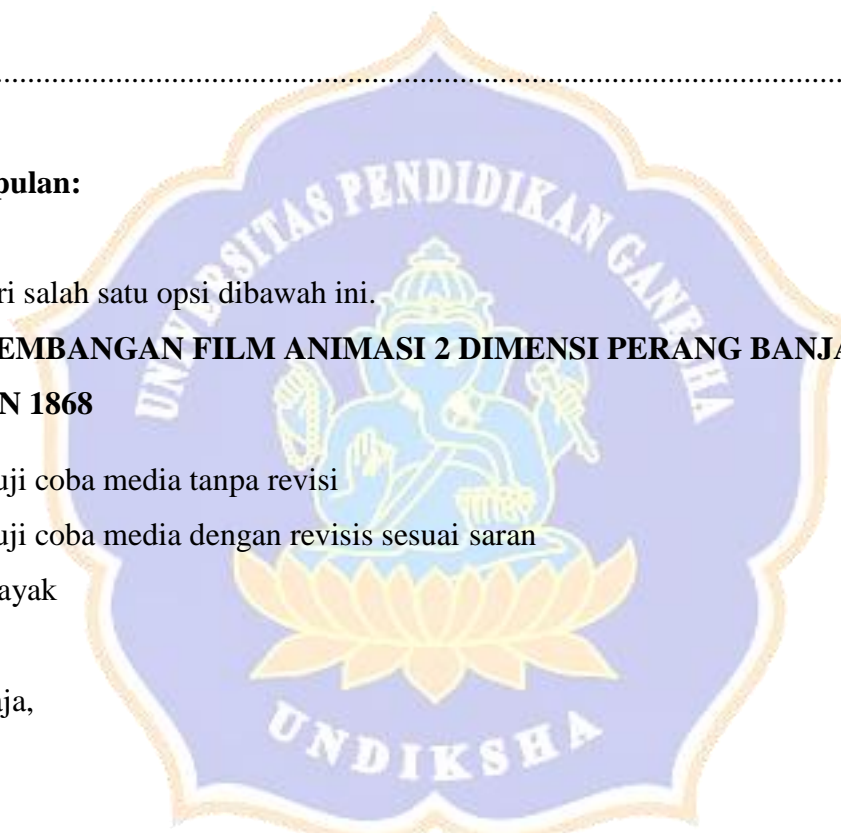 ................................................................................
pulan:
ri salah satu opsi dibawah ini.
EMBANGAN FILM ANIMASI 2 DIMENSI PERANG BANJA
N 1868
uji coba media tanpa revisi
uji coba media dengan revisis sesuai saran
ayak
ja,
UNIVERSITAS PENDIDIKAN GANESHA
UNDIKSHA